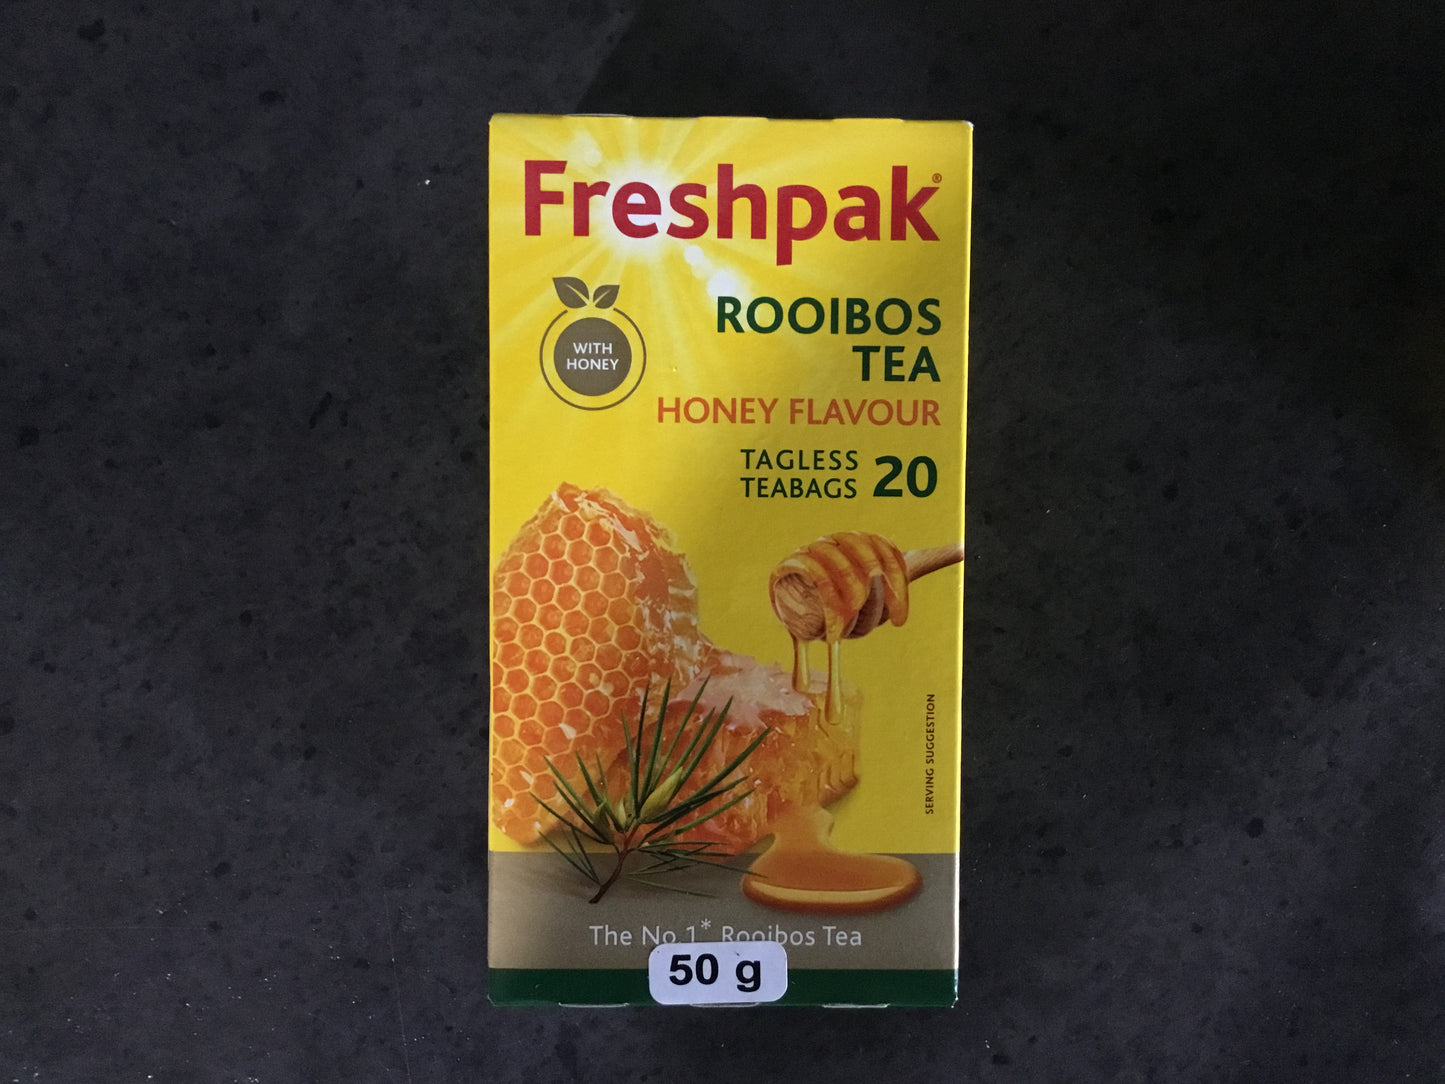 Freshpak®
WITH
HONEY
ROOIBOS
TEA
HONEY FLAVOUR
TAGLESS
TEABAGS 20
SERVING SUGGESTION
The No.1* Rooibos Tea
50 g